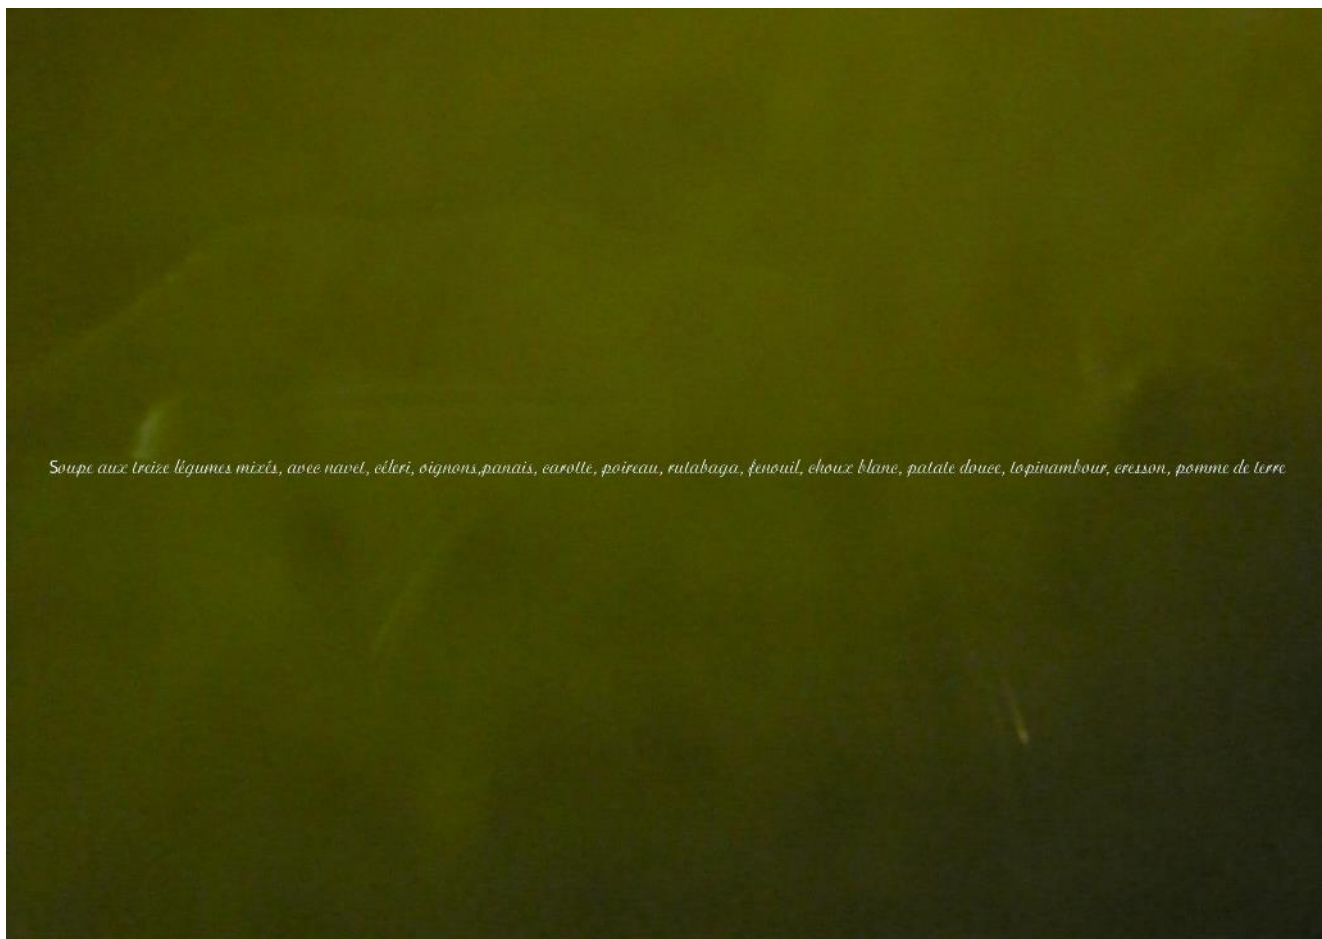 Soupe aux treize légumes mixés, avec navet, céleri, oignons,panais, carotte, poireau, rutabaga, fenouil, choux blanc, patate douce, topinambour, cresson, pomme de terre